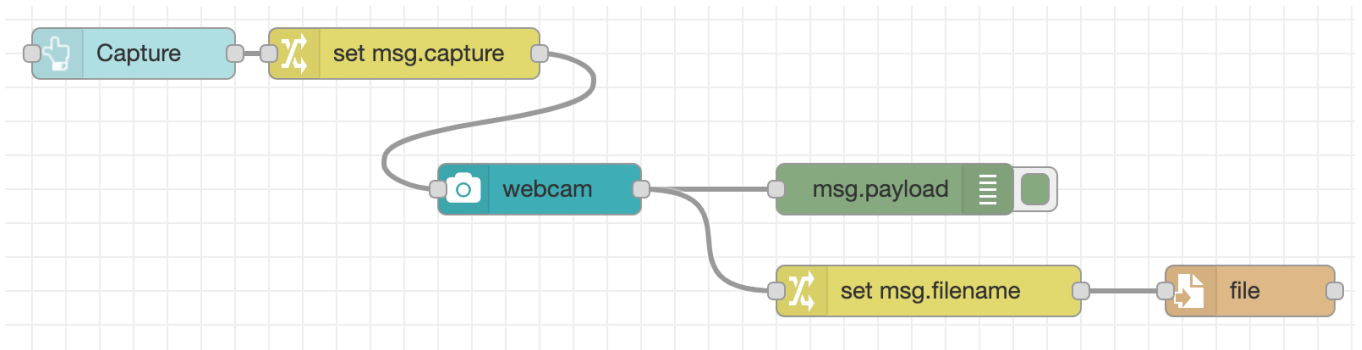 Capture
set msg.capture
webcam
msg.payload
set msg.filename
file